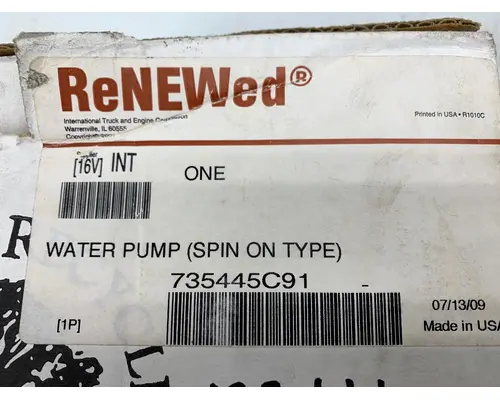 ReNEWed®
International Truck and Engine
Warrenville, IL 60555
Printed in USA • R1010C
[16V] INT
ONE
WATER PUMP (SPIN ON TYPE)
735445C91 -
07/13/09
[1P]
Made in USA